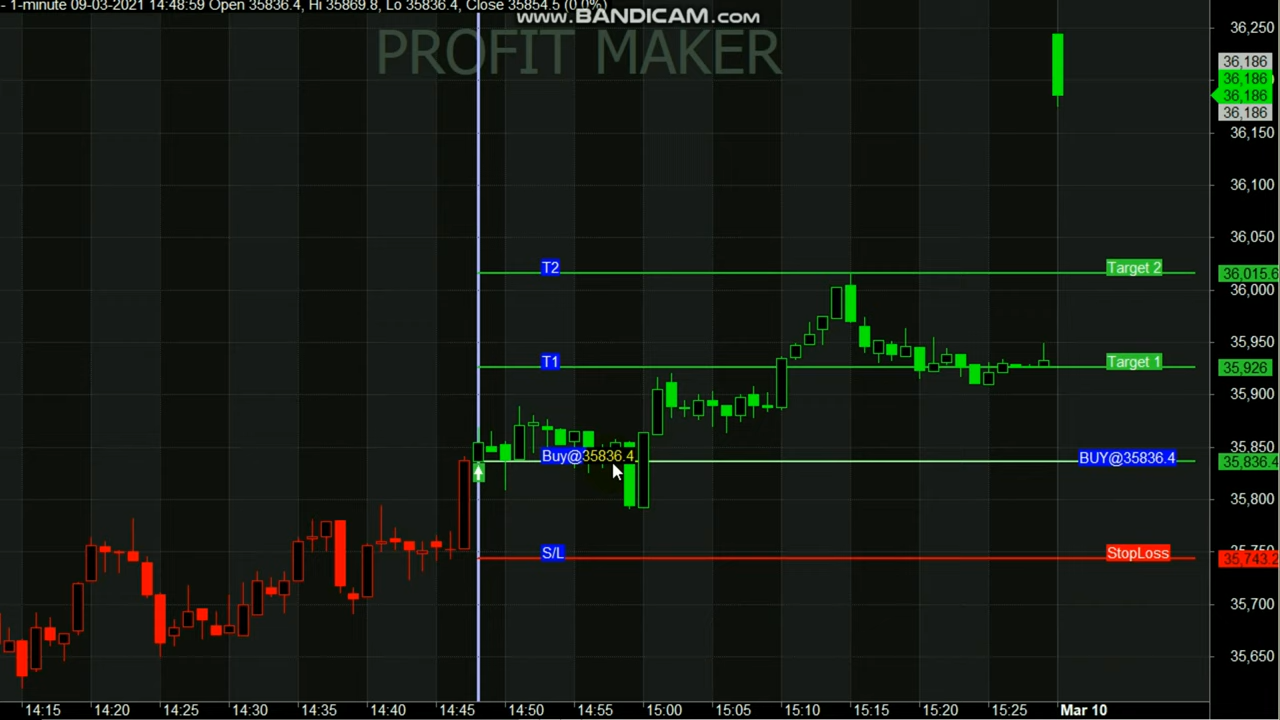 - 1-minute 09-03-2021 14:48:59 Open 35836.4, Hi 35869.8, Lo 35836.4, Close 35854.5 (0.0%)
www.BANDICAM.com
PROFIT MAKER
36,250
36,186
36,186
36,186
36,186
36,150
36,100
36,050
T2
Target 2
36,015.6
36,000
35,950
T1
Target 1
35,926
35,900
35,850
Buy@35836.4
BUY@35836.4
35,836.4
35,800
35,750
S/L
StopLoss
35,743.2
35,700
35,650
14:15 14:20 14:25 14:30 14:35 14:40 14:45 14:50 14:55 15:00 15:05 15:10 15:15 15:20 15:25 Mar 10